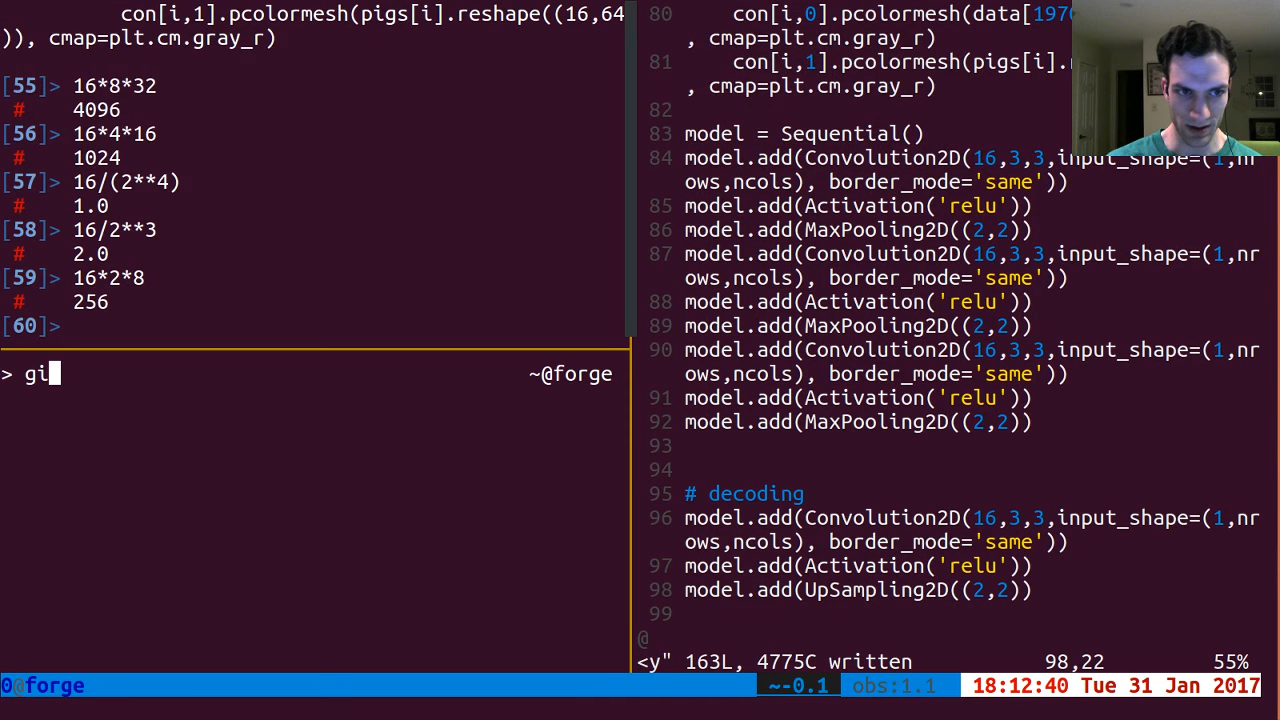 con[i,1].pcolormesh(pigs[i].reshape((16,64
)), cmap=plt.cm.gray_r)
[55]> 16*8*32
# 4096
[56]> 16*4*16
# 1024
[57]> 16/(2**4)
# 1.0
[58]> 16/2**3
# 2.0
[59]> 16*2*8
# 256
[60]>
> gi ~@forge
80 con[i,0].pcolormesh(data[
, cmap=plt.cm.gray_r)
81 con[i,1].pcolormesh(pigs[i].
, cmap=plt.cm.gray_r)
82
83 model = Sequential()
84 model.add(Convolution2D(16,3,3,input_shape=(1,nr
ows,ncols), border_mode='same'))
85 model.add(Activation('relu'))
86 model.add(MaxPooling2D((2,2))
87 model.add(Convolution2D(16,3,3,input_shape=(1,nr
ows,ncols), border_mode='same'))
88 model.add(Activation('relu'))
89 model.add(MaxPooling2D((2,2))
90 model.add(Convolution2D(16,3,3,input_shape=(1,nr
ows,ncols), border_mode='same'))
91 model.add(Activation('relu'))
92 model.add(MaxPooling2D((2,2))
93
94
95 # decoding
96 model.add(Convolution2D(16,3,3,input_shape=(1,nr
ows,ncols), border_mode='same'))
97 model.add(Activation('relu'))
98 model.add(UpSampling2D((2,2))
99
@
<y" 163L, 4775C written 98,22 55%
0@forge ~-0.1 obs:1.1 18:12:40 Tue 31 Jan 2017